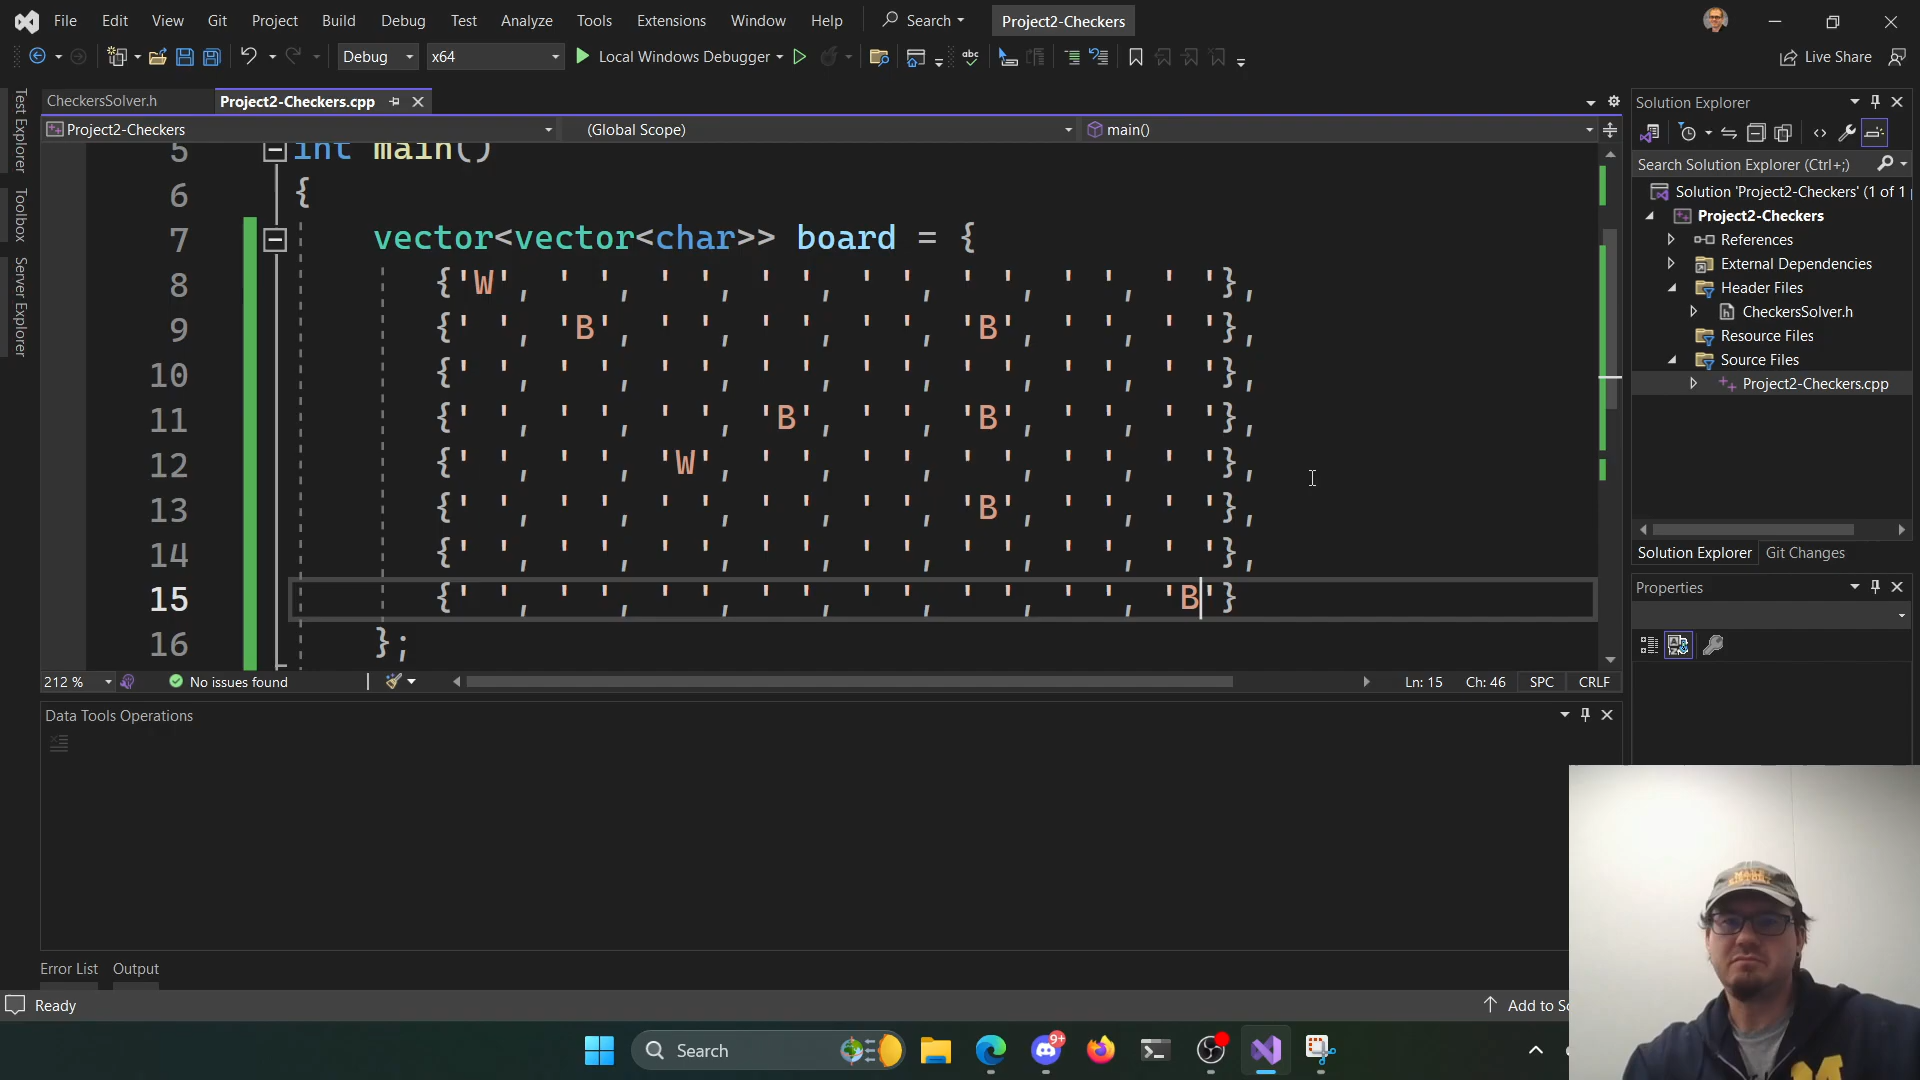 File Edit View Git Project Build Debug Test Analyze Tools Extensions Window Help Search Project2-Checkers
Debug x64 Local Windows Debugger Live Share
Test Explorer
Toolbox
Server Explorer
CheckersSolver.h Project2-Checkers.cpp
Project2-Checkers (Global Scope) main()
5 int main()
6 {
7 vector<vector<char>> board = {
8 {'W', ' ', ' ', ' ', ' ', ' ', ' ', ' '},
9 {' ', 'B', ' ', ' ', ' ', 'B', ' ', ' '},
10 {' ', ' ', ' ', ' ', ' ', ' ', ' ', ' '},
11 {' ', ' ', ' ', 'B', ' ', 'B', ' ', ' '},
12 {' ', ' ', 'W', ' ', ' ', ' ', ' ', ' '},
13 {' ', ' ', ' ', ' ', ' ', 'B', ' ', ' '},
14 {' ', ' ', ' ', ' ', ' ', ' ', ' ', ' '},
15 {' ', ' ', ' ', ' ', ' ', ' ', ' ', 'B'}
16 };
212 % No issues found Ln: 15 Ch: 46 SPC CRLF
Data Tools Operations
Error List Output
Ready Add to So
Solution Explorer
Search Solution Explorer (Ctrl+;)
Solution 'Project2-Checkers' (1 of 1
Project2-Checkers
References
External Dependencies
Header Files
CheckersSolver.h
Resource Files
Source Files
Project2-Checkers.cpp
Solution Explorer Git Changes
Properties
Search
9+